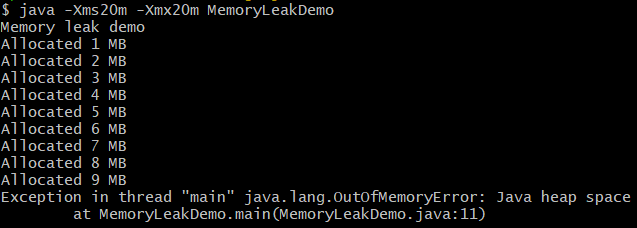 $ java -Xms20m -Xmx20m MemoryLeakDemo
Memory leak demo
Allocated 1 MB
Allocated 2 MB
Allocated 3 MB
Allocated 4 MB
Allocated 5 MB
Allocated 6 MB
Allocated 7 MB
Allocated 8 MB
Allocated 9 MB
Exception in thread "main" java.lang.OutOfMemoryError: Java heap space
        at MemoryLeakDemo.main(MemoryLeakDemo.java:11)